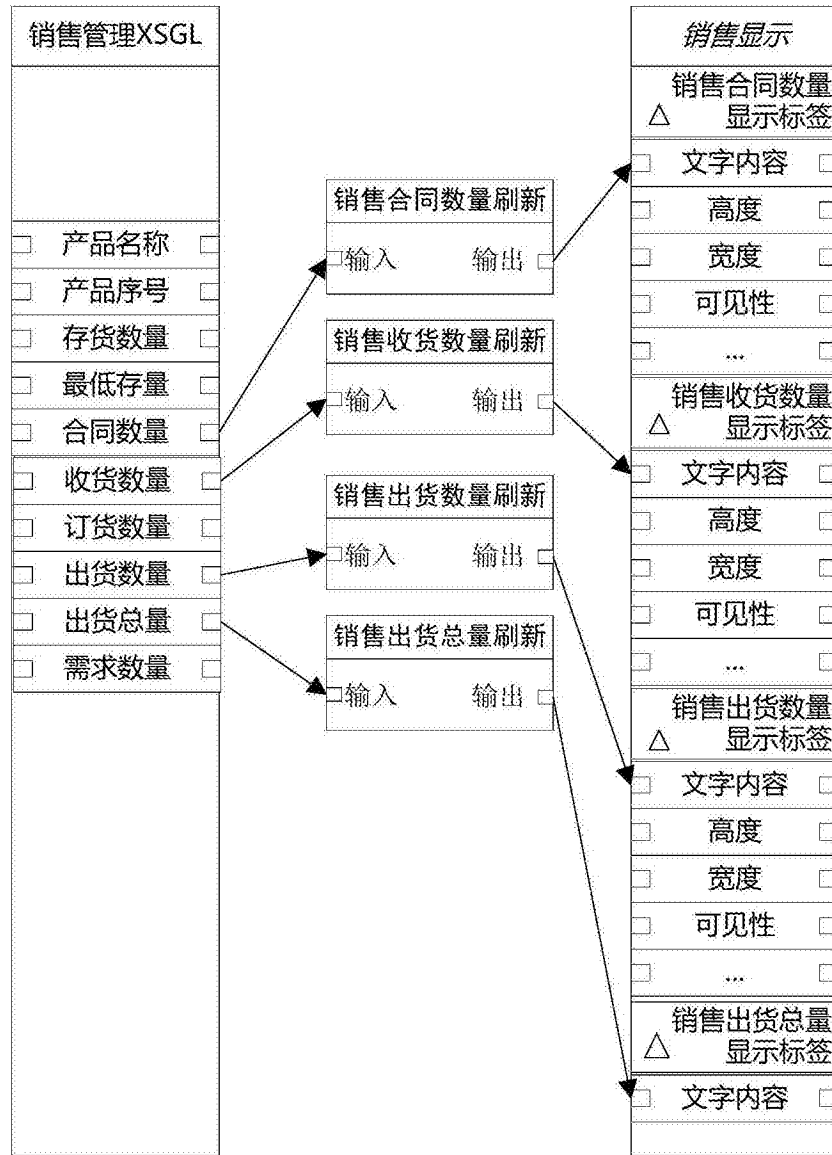 销售管理XSGL
产品名称
产品序号
存货数量
最低存量
合同数量
收货数量
订货数量
出货数量
出货总量
需求数量
销售合同数量刷新
输入 输出
销售收货数量刷新
输入 输出
销售出货数量刷新
输入 输出
销售出货总量刷新
输入 输出
销售显示
销售合同数量
显示标签
文字内容
高度
宽度
可见性
...
销售收货数量
显示标签
文字内容
高度
宽度
可见性
...
销售出货数量
显示标签
文字内容
高度
宽度
可见性
...
销售出货总量
显示标签
文字内容